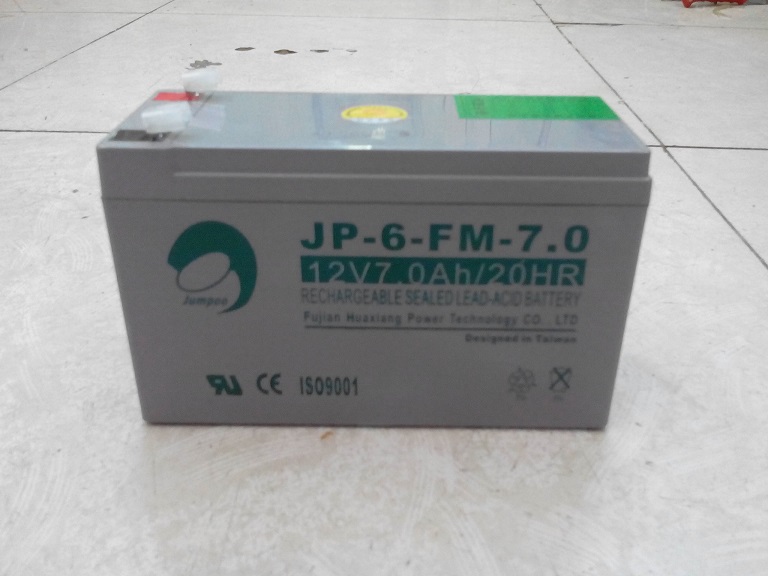 JP-6-FM-7.0
12V7.0Ah/20HR
RECHARGEABLE SEALED LEAD-ACID BATTERY
Fujian Huaxiang Power Technology CO., LTD
Designed in Taiwan
Jumpoo
CE ISO9001